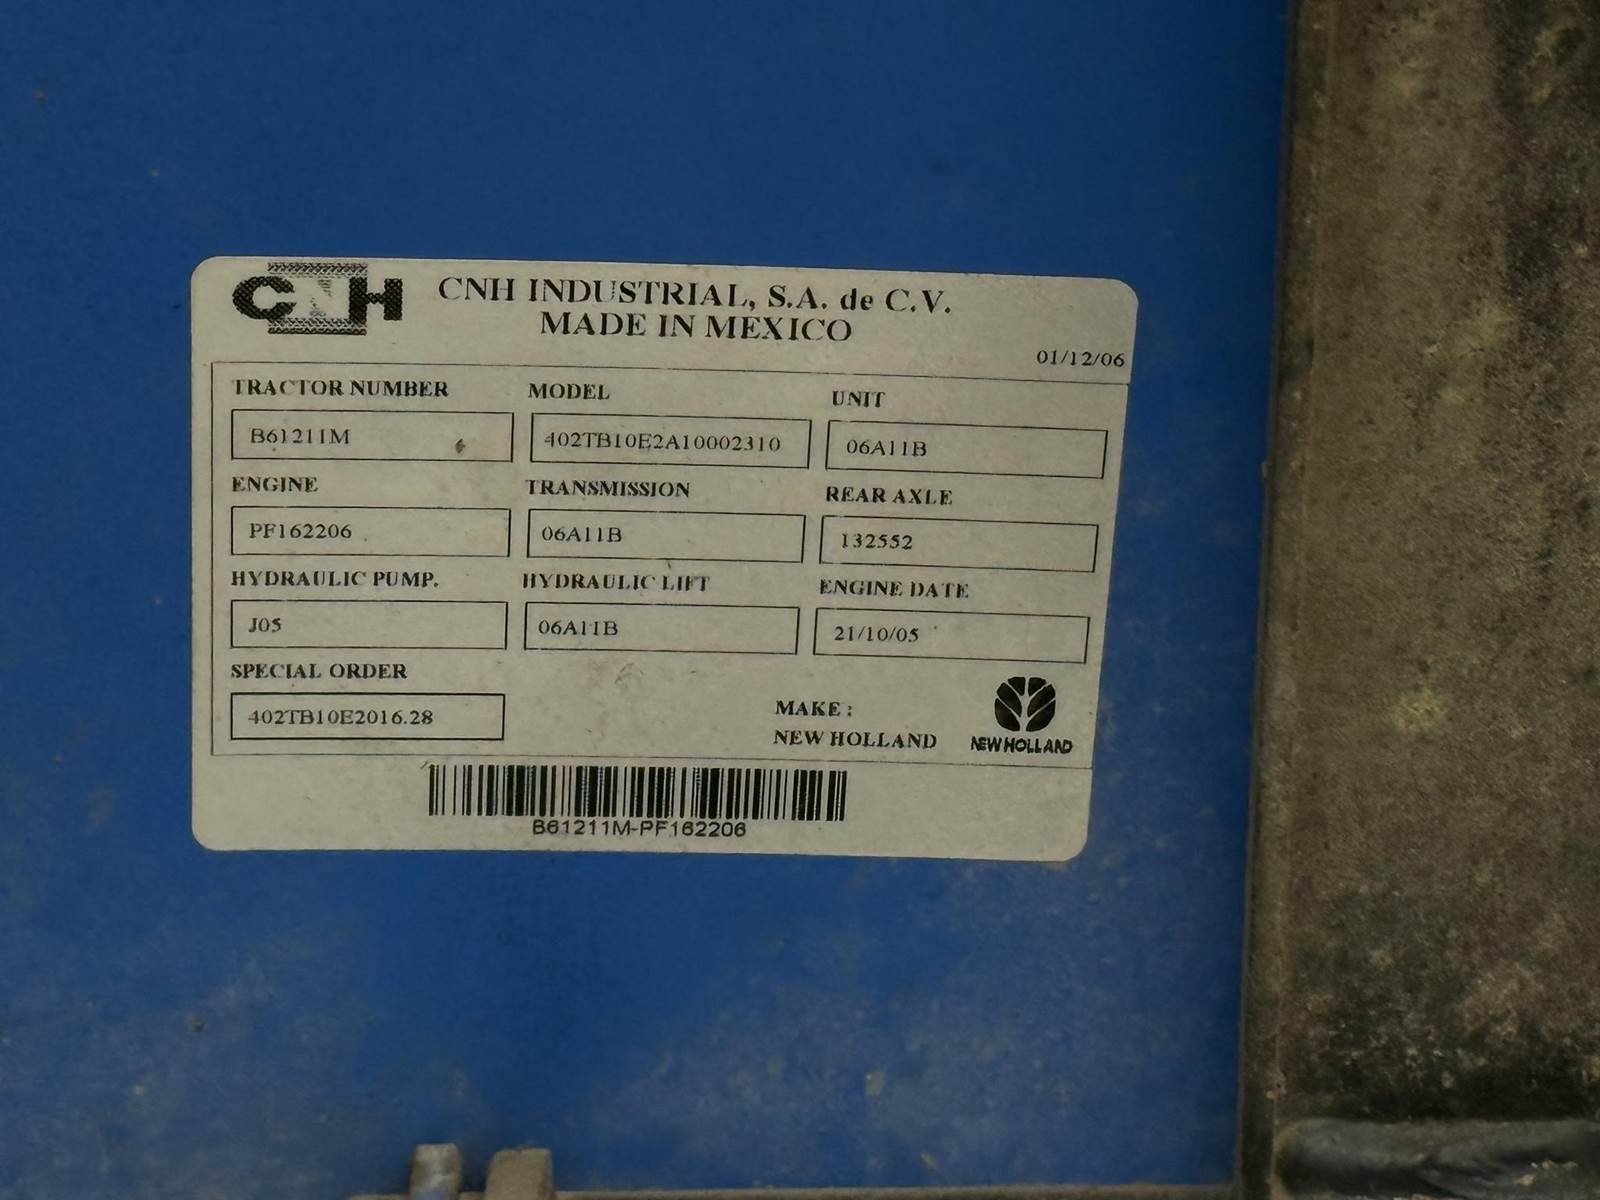 CNH CNH INDUSTRIAL, S.A. de C.V.
MADE IN MEXICO
01/12/06
TRACTOR NUMBER MODEL UNIT
B61211M 402TB10E2A10002310 06A11B
ENGINE TRANSMISSION REAR AXLE
PF162206 06A11B 132552
HYDRAULIC PUMP. HYDRAULIC LIFT ENGINE DATE
J05 06A11B 21/10/05
SPECIAL ORDER
402TB10E2016.28
MAKE :
NEW HOLLAND NEW HOLLAND
B61211M-PF162206